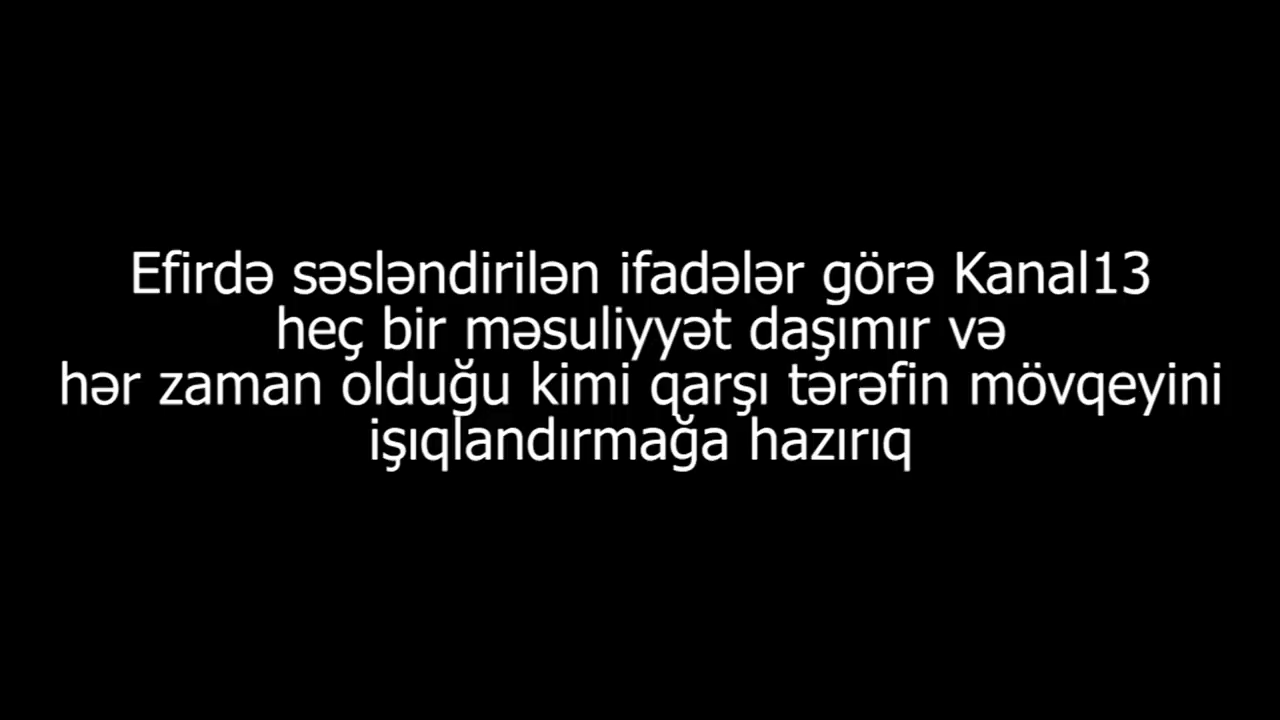 Efirdə səsləndirilən ifadələr görə Kanal13
heç bir məsuliyyət daşımır və
hər zaman olduğu kimi qarşı tərəfin mövqeyini
işıqlandırmağa hazırıq